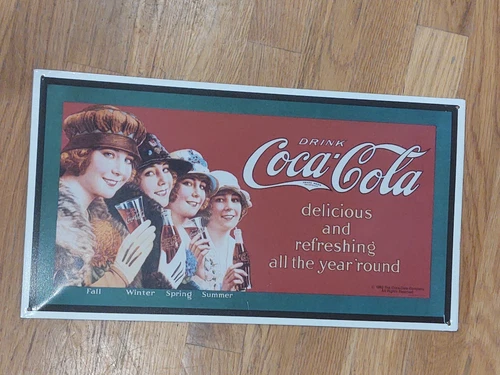 DRINK
Coca-Cola
delicious
and
refreshing
all the year 'round
Fall Winter Spring Summer